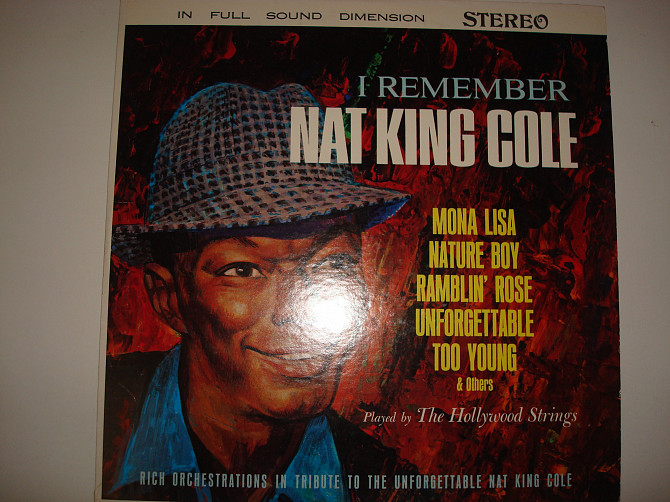 IN FULL SOUND DIMENSION STEREO
I REMEMBER
NAT KING COLE
MONA LISA
NATURE BOY
RAMBLIN' ROSE
UNFORGETTABLE
TOO YOUNG
& Others
Played by The Hollywood Strings
RICH ORCHESTRATIONS IN TRIBUTE TO THE UNFORGETTABLE NAT KING COLE